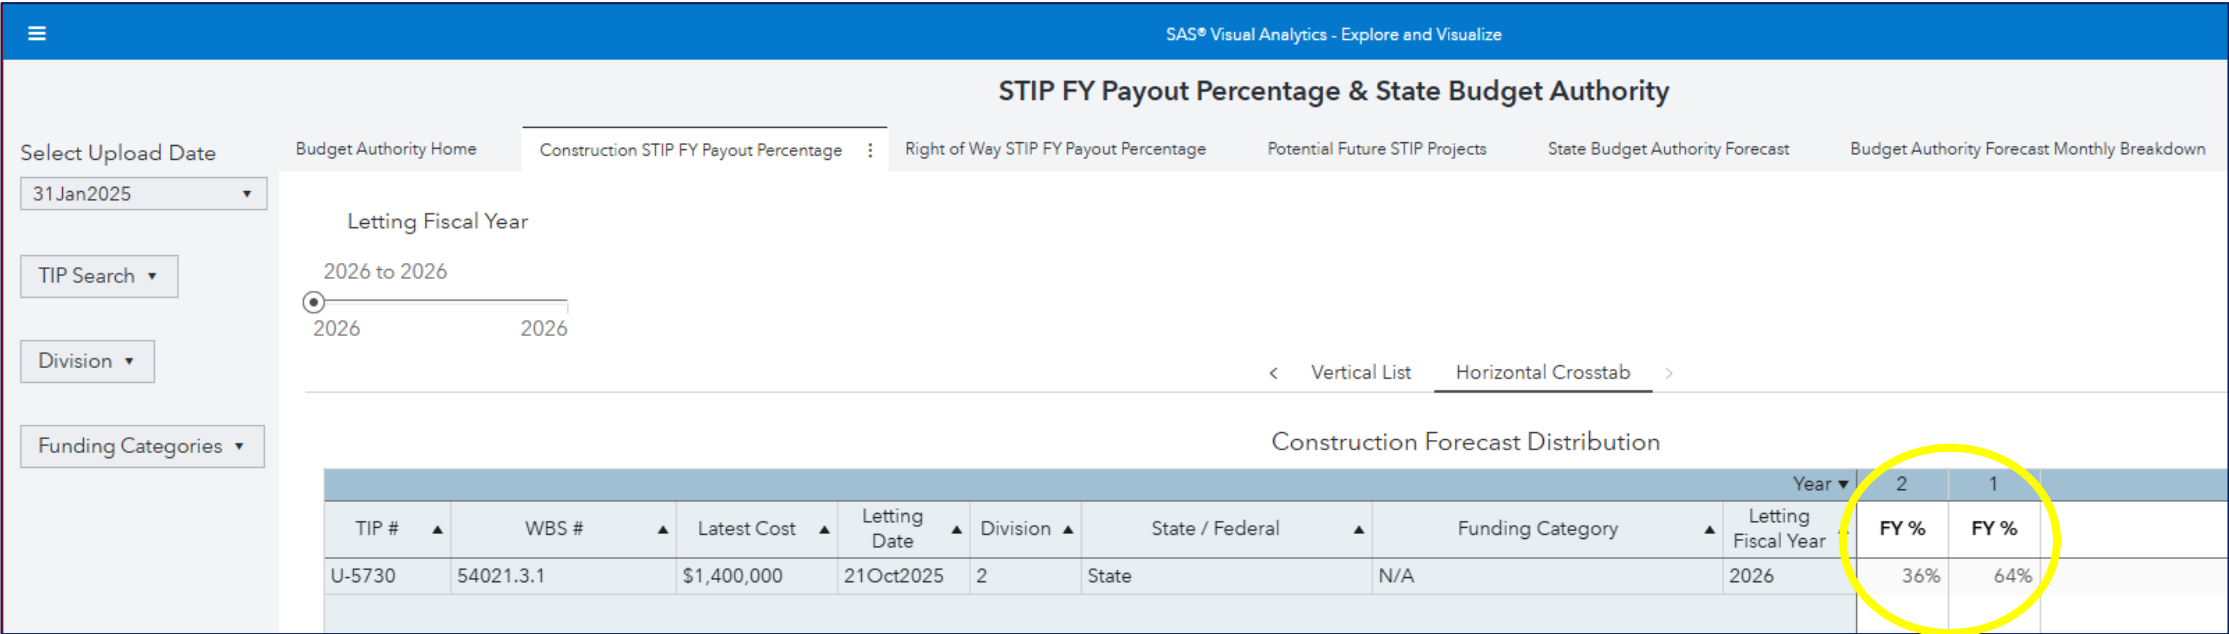 SAS® Visual Analytics - Explore and Visualize
STIP FY Payout Percentage & State Budget Authority
Select Upload Date
31Jan2025
TIP Search
Division
Funding Categories
Budget Authority Home
Construction STIP FY Payout Percentage
Right of Way STIP FY Payout Percentage
Potential Future STIP Projects
State Budget Authority Forecast
Budget Authority Forecast Monthly Breakdown
Letting Fiscal Year
2026 to 2026
2026 2026
Vertical List Horizontal Crosstab
Construction Forecast Distribution
Year 2 1
TIP # WBS # Latest Cost Letting Date Division State / Federal Funding Category Letting Fiscal Year FY % FY %
U-5730 54021.3.1 $1,400,000 21Oct2025 2 State N/A 2026 36% 64%